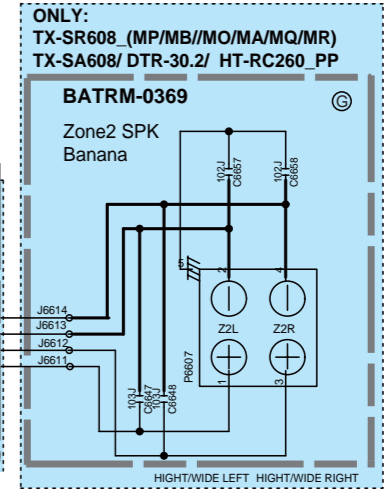 ONLY:
TX-SR608_(MP/MB//MO/MA/MQ/MR)
TX-SA608/ DTR-30.2/ HT-RC260_PP
BATRM-0369
G
Zone2 SPK
Banana
102J
C6657
102J
C6658
5
2
4
J6614
J6613
J6612
J6611
Z2L
Z2R
P6607
1
3
103J
C6647
103J
C6648
HIGHT/WIDE LEFT HIGHT/WIDE RIGHT